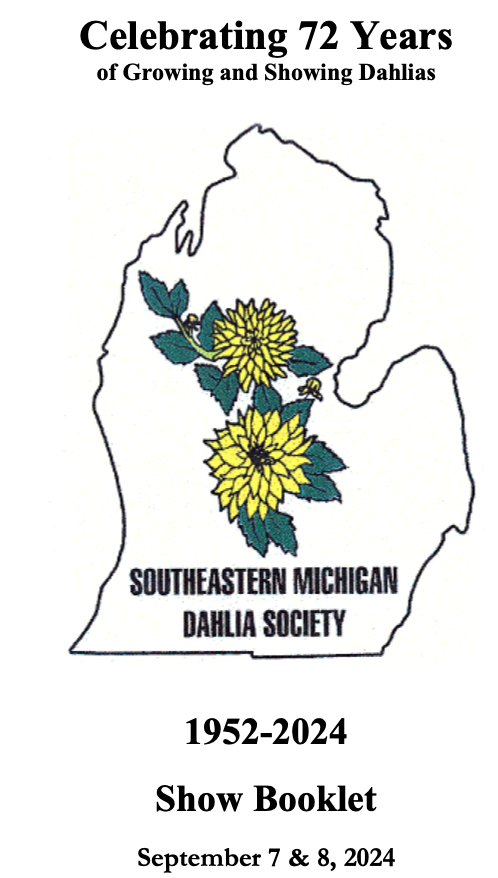 Celebrating 72 Years
of Growing and Showing Dahlias
SOUTHEASTERN MICHIGAN
DAHLIA SOCIETY
1952-2024
Show Booklet
September 7 & 8, 2024